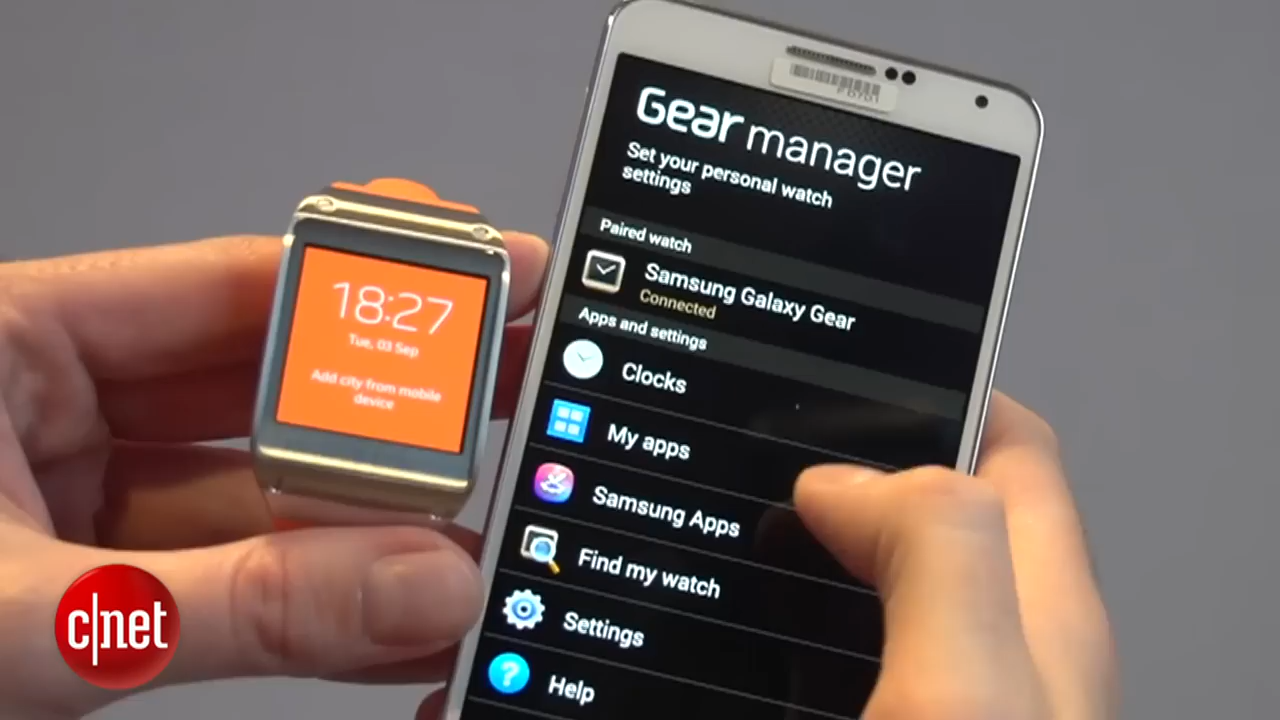 Gear manager
Set your personal watch
settings
Paired watch
Samsung Galaxy Gear
Connected
Apps and settings
Clocks
My apps
Samsung Apps
Find my watch
Settings
?
Help
18:27
Tue, 03 Sep
Add city from mobile
device
c|net